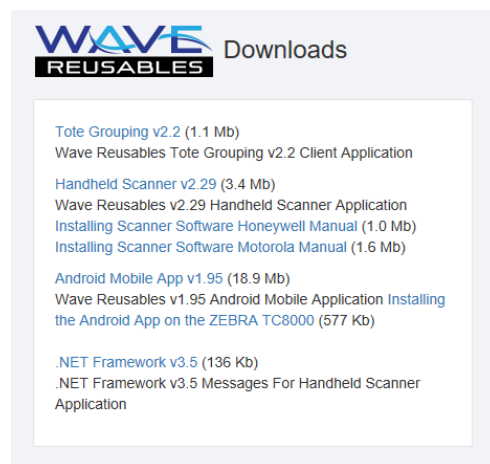 WAVE
REUSABLES
Downloads
Tote Grouping v2.2 (1.1 Mb)
Wave Reusables Tote Grouping v2.2 Client Application
Handheld Scanner v2.29 (3.4 Mb)
Wave Reusables v2.29 Handheld Scanner Application
Installing Scanner Software Honeywell Manual (1.0 Mb)
Installing Scanner Software Motorola Manual (1.6 Mb)
Android Mobile App v1.95 (18.9 Mb)
Wave Reusables v1.95 Android Mobile Application Installing
the Android App on the ZEBRA TC8000 (577 Kb)
.NET Framework v3.5 (136 Kb)
.NET Framework v3.5 Messages For Handheld Scanner
Application